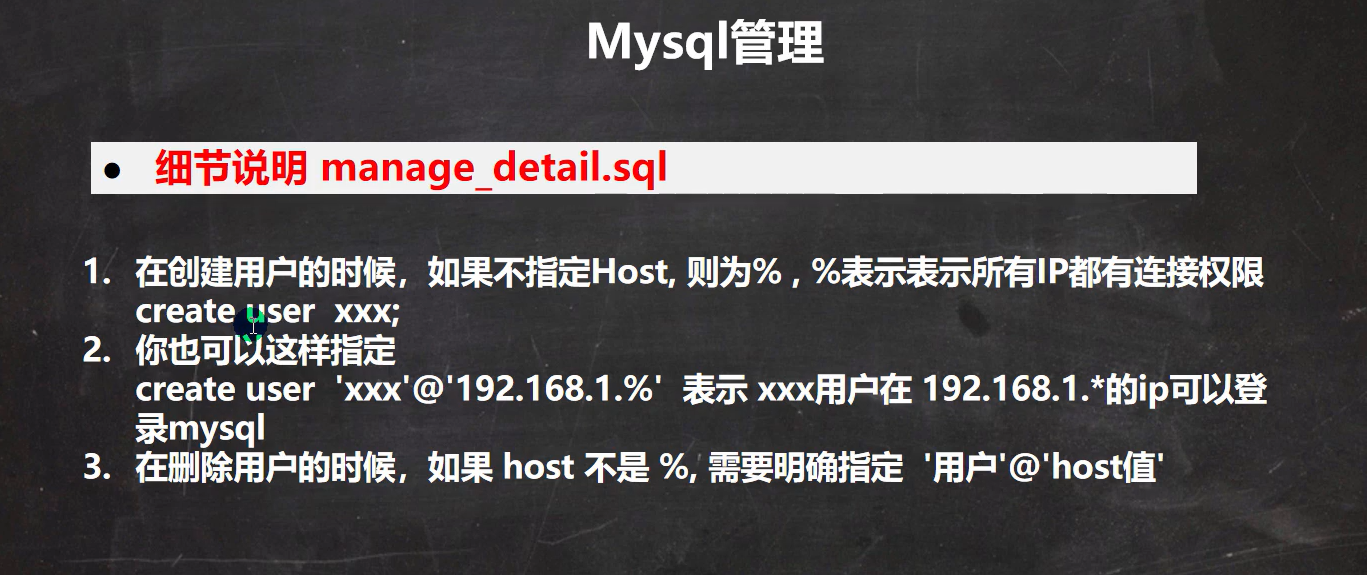 Mysql管理
● 细节说明 manage_detail.sql
1. 在创建用户的时候，如果不指定Host, 则为% , %表示表示所有IP都有连接权限
create user xxx;
2. 你也可以这样指定
create user 'xxx'@'192.168.1.%' 表示 xxx用户在 192.168.1.*的ip可以登
录mysql
3. 在删除用户的时候，如果 host 不是 %, 需要明确指定 '用户'@'host值'